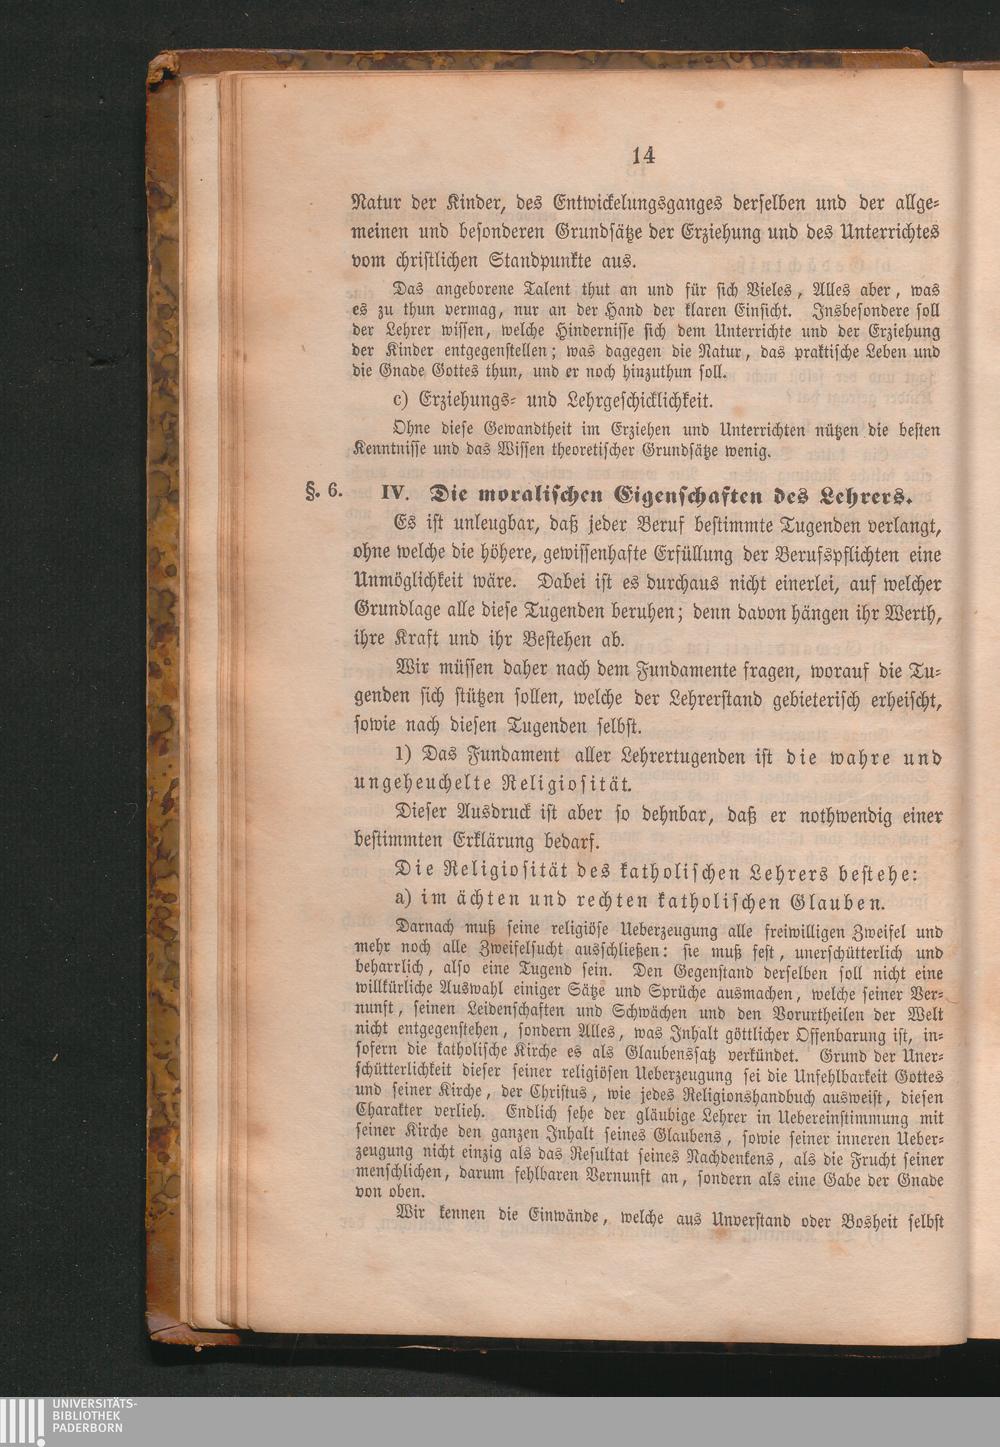 14
Natur der Kinder, des Entwickelungsganges derselben und der allge-
meinen und besonderen Grundsätze der Erziehung und des Unterrichtes
vom christlichen Standpunkte aus.
Das angeborene Talent thut an und für sich Vieles, Alles aber, was
es zu thun vermag, nur an der Hand der klaren Einsicht. Insbesondere soll
der Lehrer wissen, welche Hindernisse sich dem Unterrichte und der Erziehung
der Kinder entgegenstellen; was dagegen die Natur, das praktische Leben und
die Gnade Gottes thun, und er noch hinzuthun soll.
c) Erziehungs- und Lehrgeschicklichkeit.
Ohne diese Gewandtheit im Erziehen und Unterrichten nützen die besten
Kenntnisse und das Wissen theoretischer Grundsätze wenig.
§. 6. IV. Die moralischen Eigenschaften des Lehrers.
Es ist unleugbar, daß jeder Beruf bestimmte Tugenden verlangt,
ohne welche die höhere, gewissenhafte Erfüllung der Berufspflichten eine
Unmöglichkeit wäre. Dabei ist es durchaus nicht einerlei, auf welcher
Grundlage alle diese Tugenden beruhen; denn davon hängen ihr Werth,
ihre Kraft und ihr Bestehen ab.
Wir müssen daher nach dem Fundamente fragen, worauf die Tu-
genden sich stützen sollen, welche der Lehrerstand gebieterisch erheischt,
sowie nach diesen Tugenden selbst.
1) Das Fundament aller Lehrertugenden ist die wahre und
ungeheuchelte Religiosität.
Dieser Ausdruck ist aber so dehnbar, daß er nothwendig einer
bestimmten Erklärung bedarf.
Die Religiosität des katholischen Lehrers bestehe:
a) im ächten und rechten katholischen Glauben.
Darnach muß seine religiöse Ueberzeugung alle freiwilligen Zweifel und
mehr noch alle Zweifelsucht ausschließen: sie muß fest, unerschütterlich und
beharrlich, also eine Tugend sein. Den Gegenstand derselben soll nicht eine
willkürliche Auswahl einiger Sätze und Sprüche ausmachen, welche seiner Ver-
nunft, seinen Leidenschaften und Schwächen und den Vorurtheilen der Welt
nicht entgegenstehen, sondern Alles, was Inhalt göttlicher Offenbarung ist, in-
sofern die katholische Kirche es als Glaubenssatz verkündet. Grund der Uner-
schütterlichkeit dieser seiner religiösen Ueberzeugung sei die Unfehlbarkeit Gottes
und seiner Kirche, der Christus, wie jedes Religionshandbuch ausweist, diesen
Charakter verlieh. Endlich sehe der gläubige Lehrer in Uebereinstimmung mit
seiner Kirche den ganzen Inhalt seines Glaubens, sowie seiner inneren Ueber-
zeugung nicht einzig als das Resultat seines Nachdenkens, als die Frucht seiner
menschlichen, darum fehlbaren Vernunft an, sondern als eine Gabe der Gnade
von oben.
Wir kennen die Einwände, welche aus Unverstand oder Bosheit selbst
UNIVERSITÄTS-
BIBLIOTHEK
PADERBORN